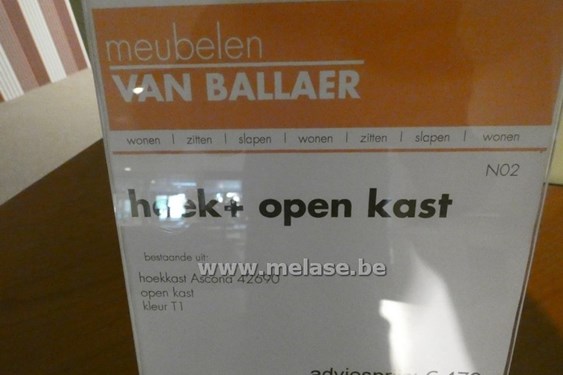 meubelen
VAN BALLAER
wonen | zitten | slapen | wonen | zitten | slapen | wonen
N02
hoek+ open kast
bestaande uit:
www.melase.be
hoekkast Ascona 42690
open kast
kleur T1